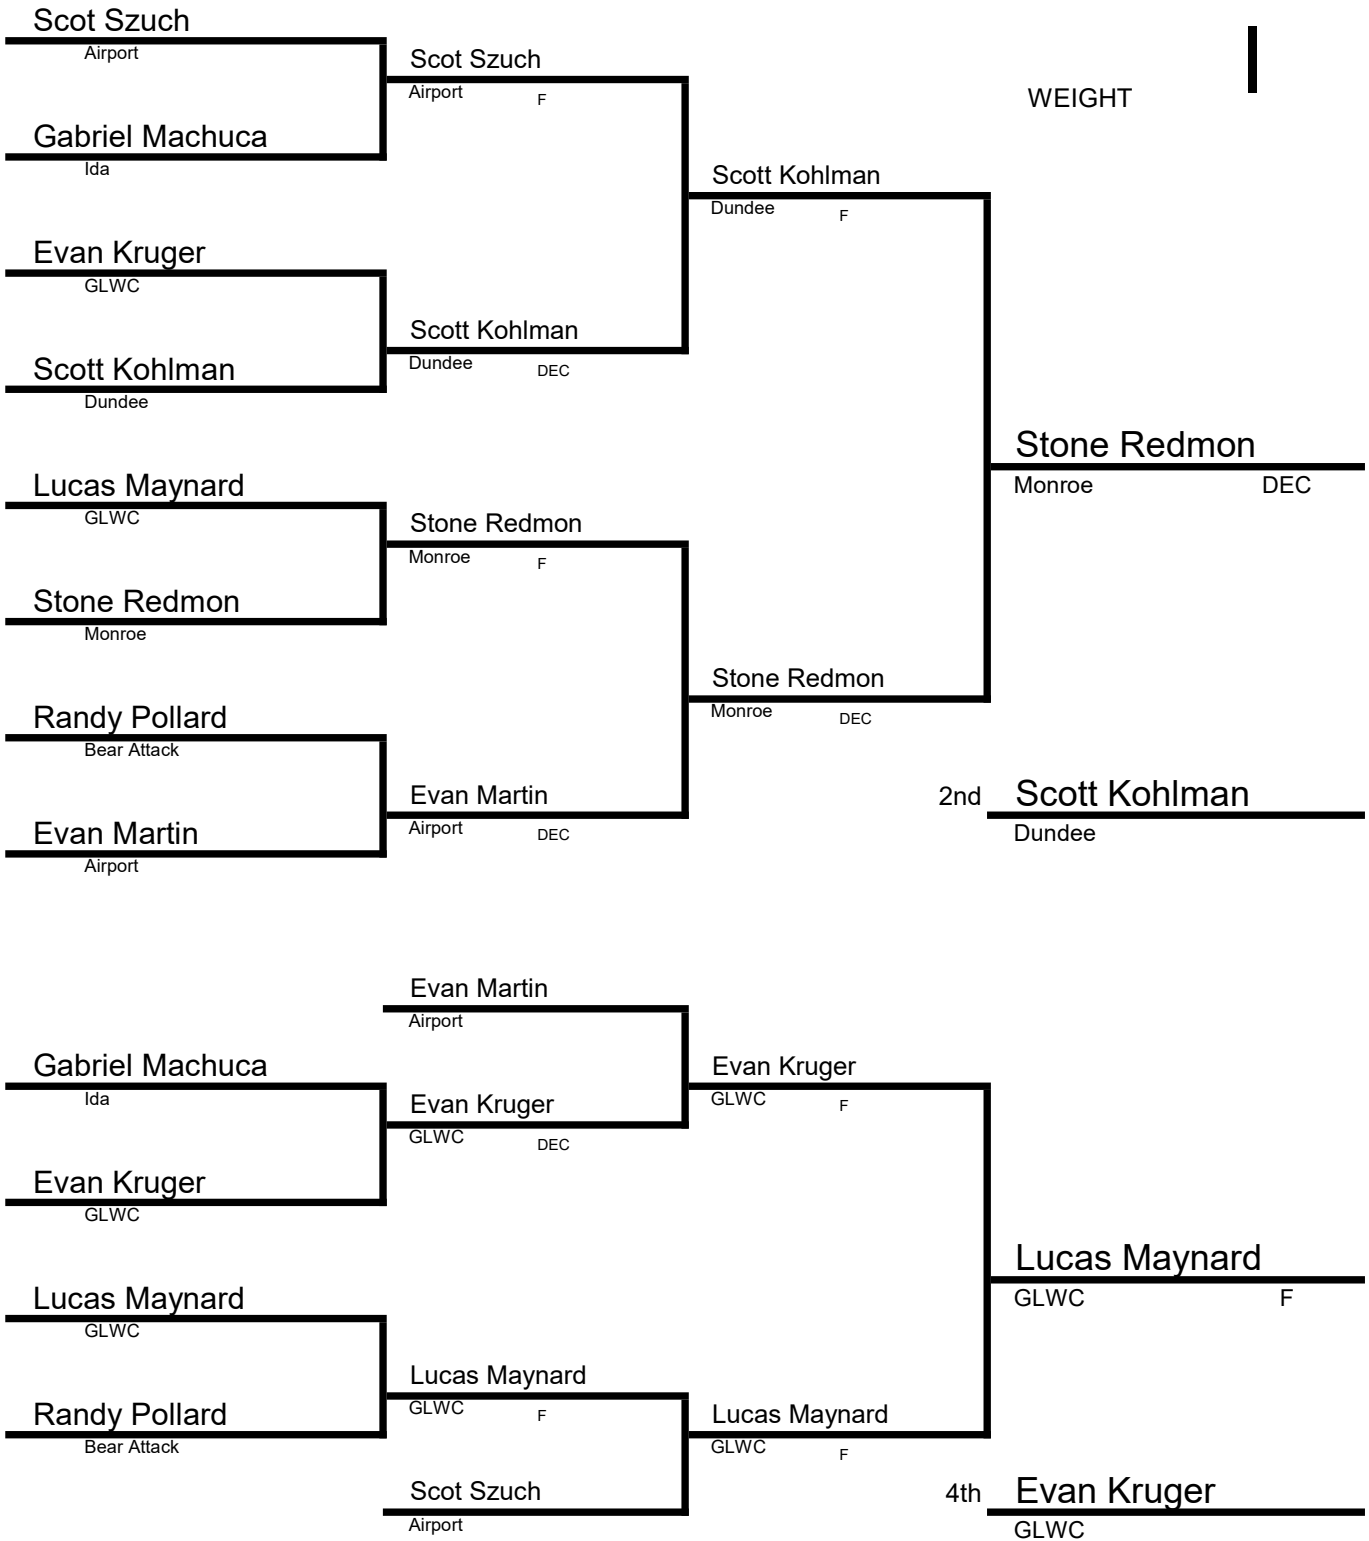 Scot Szuch
Airport
Scot Szuch
Airport F
WEIGHT
Gabriel Machuca
Ida
Scott Kohlman
Dundee F
Evan Kruger
GLWC
Scott Kohlman
Dundee DEC
Scott Kohlman
Dundee
Stone Redmon
Monroe DEC
Lucas Maynard
GLWC
Stone Redmon
Monroe F
Stone Redmon
Monroe
Stone Redmon
Monroe DEC
Randy Pollard
Bear Attack
2nd Scott Kohlman
Dundee
Evan Martin
Airport DEC
Evan Martin
Airport
Evan Martin
Airport
Gabriel Machuca
Ida
Evan Kruger
GLWC F
Evan Kruger
GLWC DEC
Evan Kruger
GLWC
Lucas Maynard
GLWC F
Lucas Maynard
GLWC
Lucas Maynard
GLWC F
Randy Pollard
Bear Attack
Lucas Maynard
GLWC F
Scot Szuch
Airport
4th Evan Kruger
GLWC